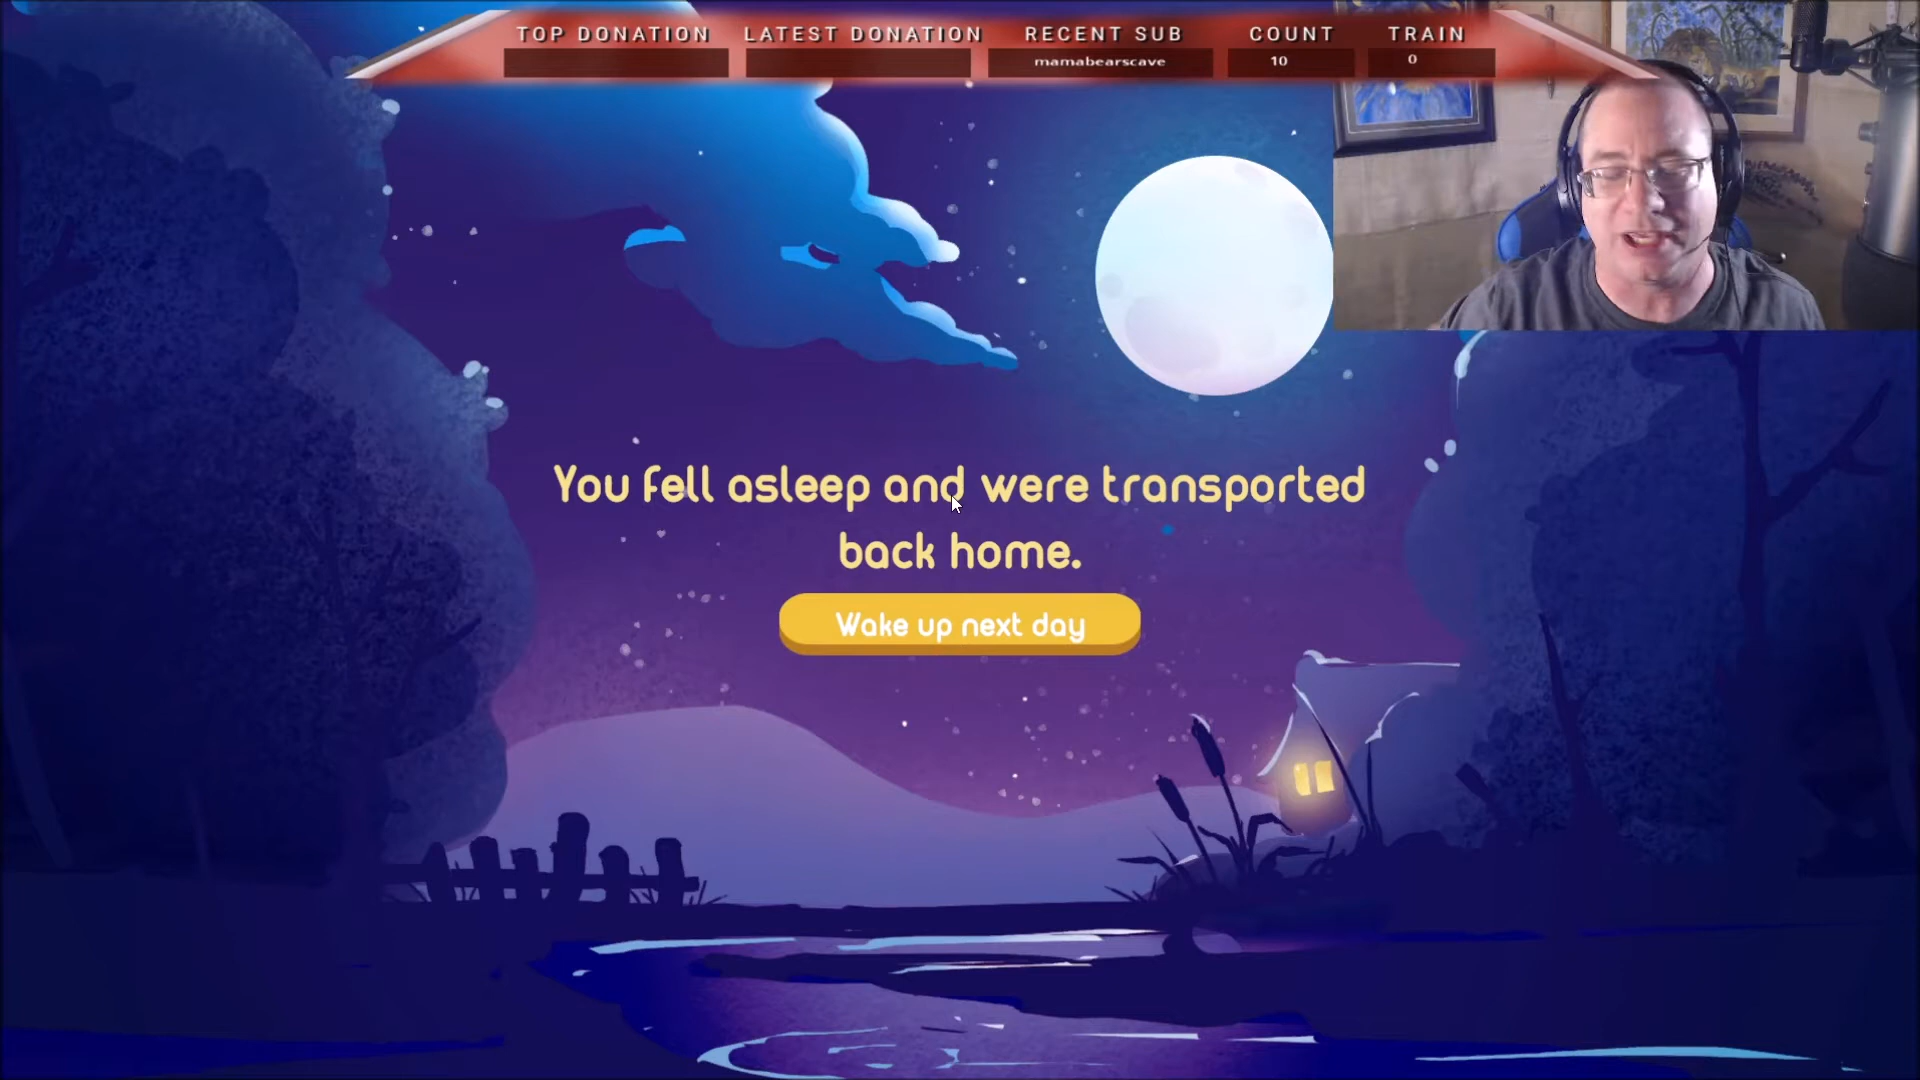 TOP DONATION LATEST DONATION RECENT SUB COUNT TRAIN
mamabearscave 10 0
You fell asleep and were transported
back home.
Wake up next day